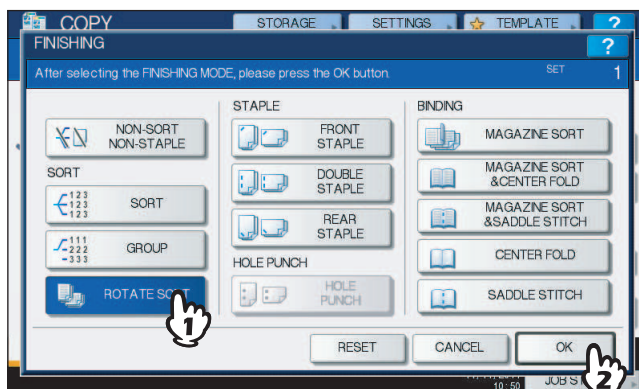 COPY
STORAGE
SETTINGS
TEMPLATE
?
FINISHING
?
After selecting the FINISHING MODE, please press the OK button.
SET 1
NON-SORT
NON-STAPLE
SORT
123
123
123
SORT
111
222
333
GROUP
ROTATE SORT
1
STAPLE
FRONT
STAPLE
DOUBLE
STAPLE
REAR
STAPLE
HOLE PUNCH
HOLE
PUNCH
BINDING
MAGAZINE SORT
MAGAZINE SORT
&CENTER FOLD
MAGAZINE SORT
&SADDLE STITCH
CENTER FOLD
SADDLE STITCH
RESET
CANCEL
OK
2
10:50
JOB S